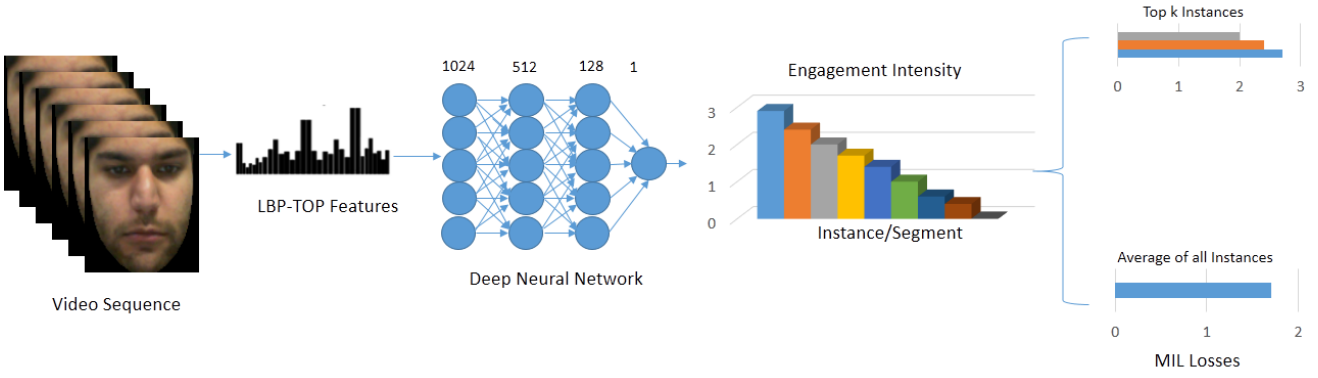 Video Sequence
LBP-TOP Features
1024 512 128 1
Deep Neural Network
Engagement Intensity
3
2
1
0
Instance/Segment
Top k Instances
0 1 2 3
Average of all Instances
0 1 2
MIL Losses